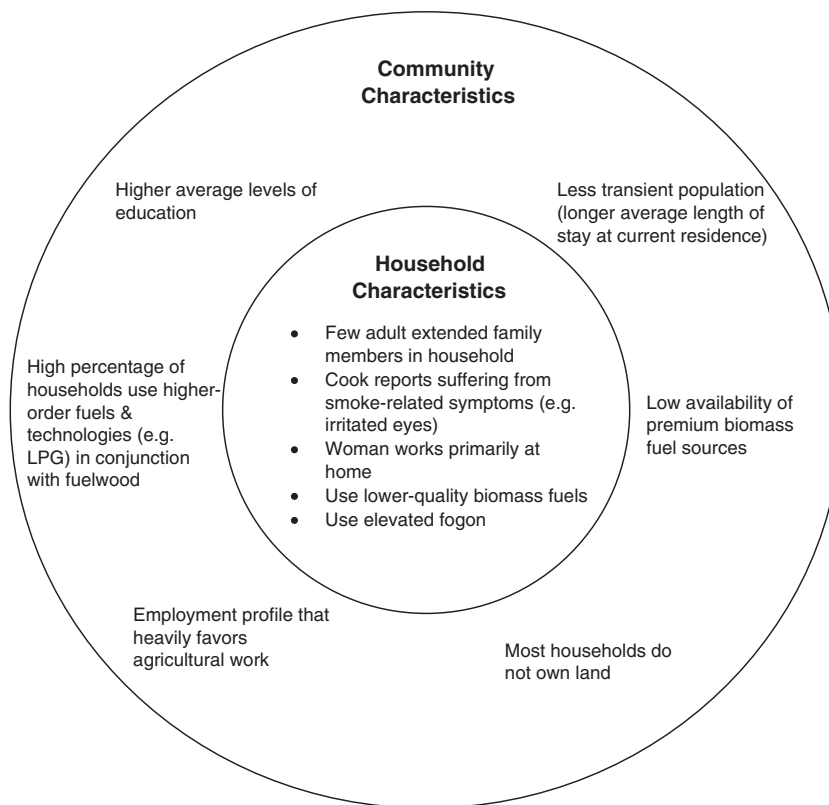 Community
Characteristics
Higher average levels of
education
Less transient population
(longer average length of
stay at current residence)
Household
Characteristics
• Few adult extended family
members in household
• Cook reports suffering from
smoke-related symptoms (e.g.
irritated eyes)
• Woman works primarily at
home
• Use lower-quality biomass fuels
• Use elevated fogon
High percentage of
households use higher-
order fuels &
technologies (e.g.
LPG) in conjunction
with fuelwood
Low availability of
premium biomass
fuel sources
Employment profile that
heavily favors
agricultural work
Most households do
not own land